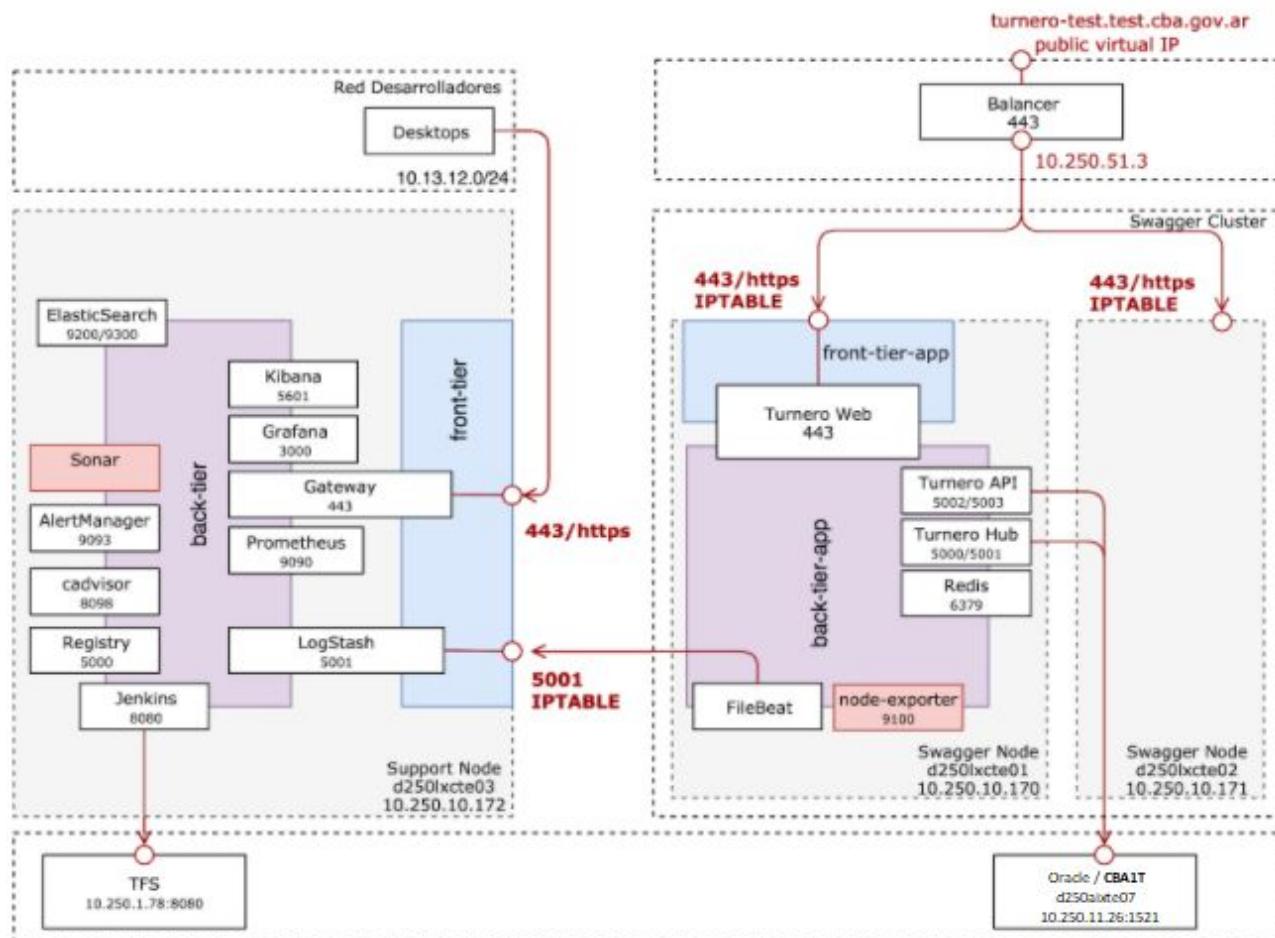 turnero-test.test.cba.gov.ar
public virtual IP
Red Desarrolladores
Desktops
10.13.12.0/24
Balancer
443
10.250.51.3
Swagger Cluster
443/https
IPTABLE
443/https
IPTABLE
ElasticSearch
9200/9300
Kibana
5601
Grafana
3000
Sonar
Gateway
443
AlertManager
9093
Prometheus
9090
cadvisor
8098
Registry
5000
LogStash
5001
Jenkins
8080
back-tier
front-tier
443/https
5001
IPTABLE
Support Node
d250lxcte03
10.250.10.172
front-tier-app
Turnero Web
443
Turnero API
5002/5003
Turnero Hub
5000/5001
Redis
6379
back-tier-app
FileBeat
node-exporter
9100
Swagger Node
d250lxcte01
10.250.10.170
Swagger Node
d250lxcte02
10.250.10.171
TFS
10.250.1.78:8080
Oracle / CBA1T
d250aixte07
10.250.11.26:1521